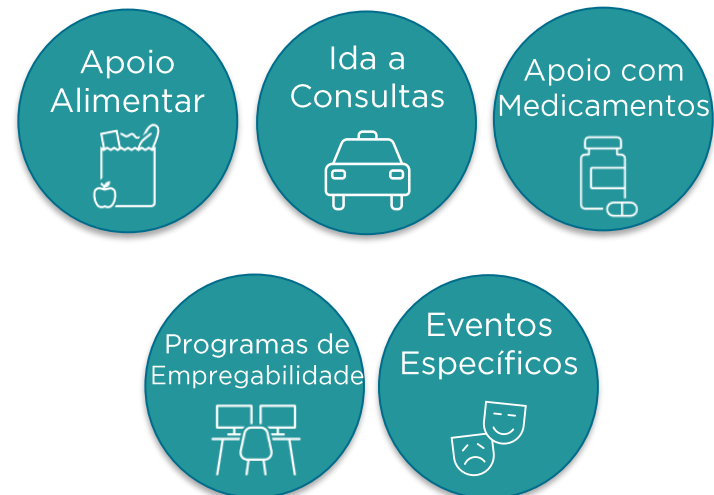 Apoio
Alimentar
Ida a
Consultas
Apoio com
Medicamentos
Programas de
Empregabilidade
Eventos
Específicos